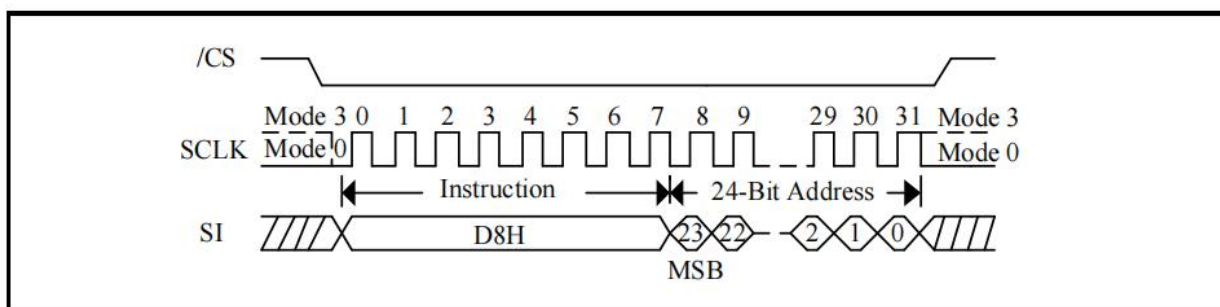 /CS
Mode 3 0 1 2 3 4 5 6 7 8 9 29 30 31 Mode 3
SCLK Mode 0 Mode 0
Instruction 24-Bit Address
SI D8H 23 22 2 1 0
MSB